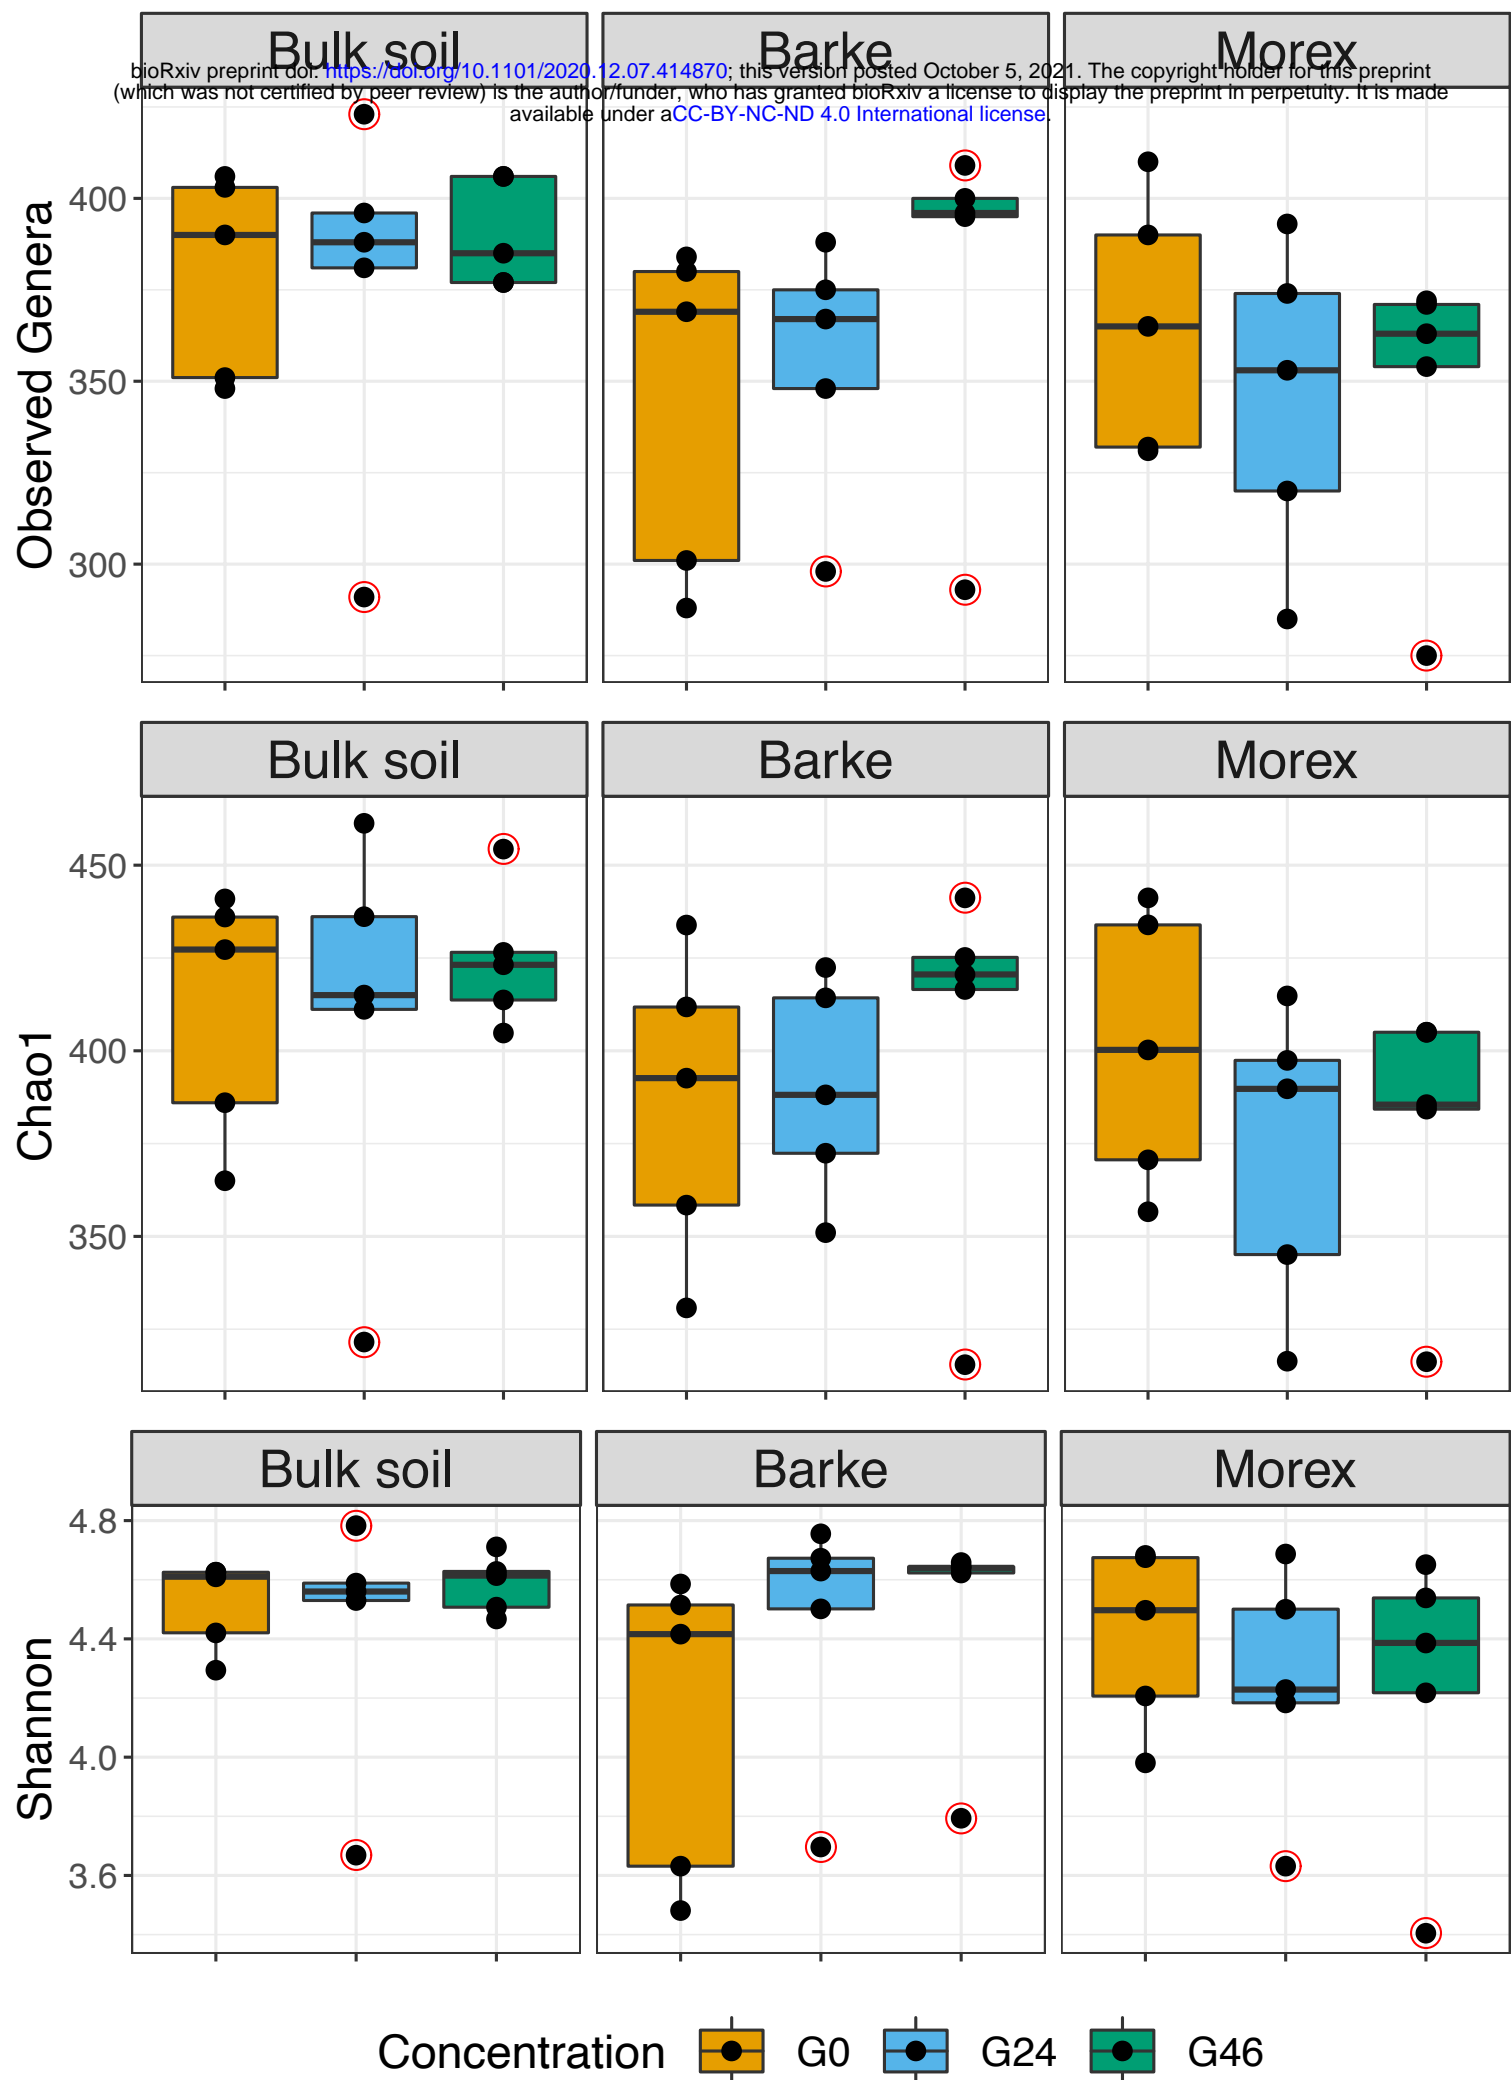 Bulk soil Barke Morex
bioRxiv preprint doi: https://doi.org/10.1101/2020.12.07.414870; this version posted October 5, 2021. The copyright holder for this preprint
(which was not certified by peer review) is the author/funder, who has granted bioRxiv a license to display the preprint in perpetuity. It is made
available under aCC-BY-NC-ND 4.0 International license.
Observed Genera
400
350
300
Bulk soil Barke Morex
Chao1
450
400
350
Bulk soil Barke Morex
Shannon
4.8
4.4
4.0
3.6
Concentration G0 G24 G46